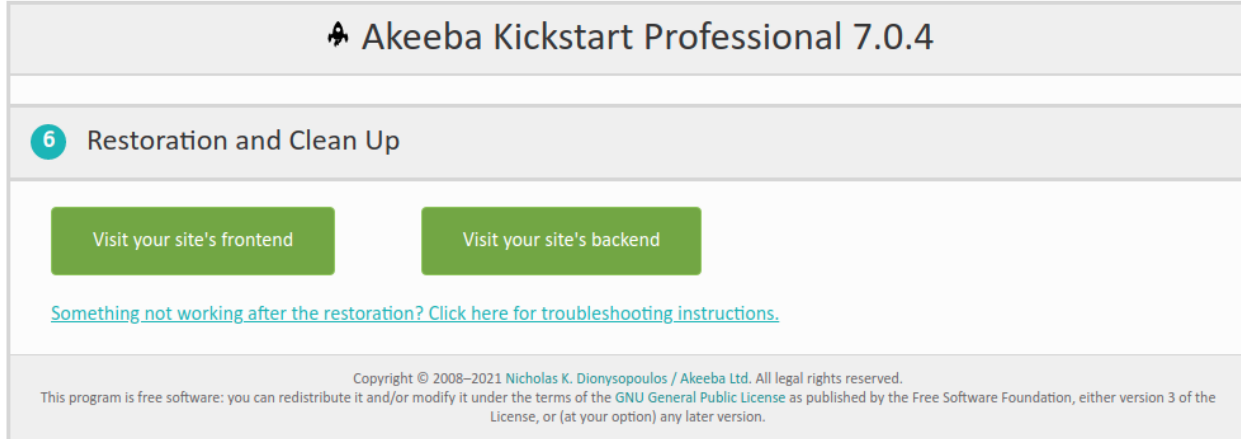 Akeeba Kickstart Professional 7.0.4
6 Restoration and Clean Up
Visit your site's frontend Visit your site's backend
Something not working after the restoration? Click here for troubleshooting instructions.
Copyright © 2008–2021 Nicholas K. Dionysopoulos / Akeeba Ltd. All legal rights reserved.
This program is free software: you can redistribute it and/or modify it under the terms of the GNU General Public License as published by the Free Software Foundation, either version 3 of the
License, or (at your option) any later version.